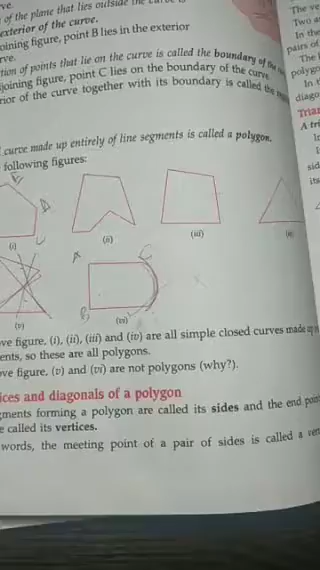 of the plane that lies outside the curve is
exterior of the curve.
joining figure, point B lies in the exterior
rve.
tion of points that lie on the curve is called the boundary of the
joining figure, point C lies on the boundary of the curve.
rior of the curve together with its boundary is called the
curve made up entirely of line segments is called a polygon.
following figures:
(i)
(ii)
(iii)
(iv)
A
C
B
(v)
(vi)
ve figure, (i), (ii), (iii) and (iv) are all simple closed curves made up
ents, so these are all polygons.
ve figure, (v) and (vi) are not polygons (why?).
ices and diagonals of a polygon
gments forming a polygon are called its sides and the end point
e called its vertices.
words, the meeting point of a pair of sides is called a
The ve
Two a
In the
pairs of
The
polygo
In t
diago
Trian
A tri
sid
its